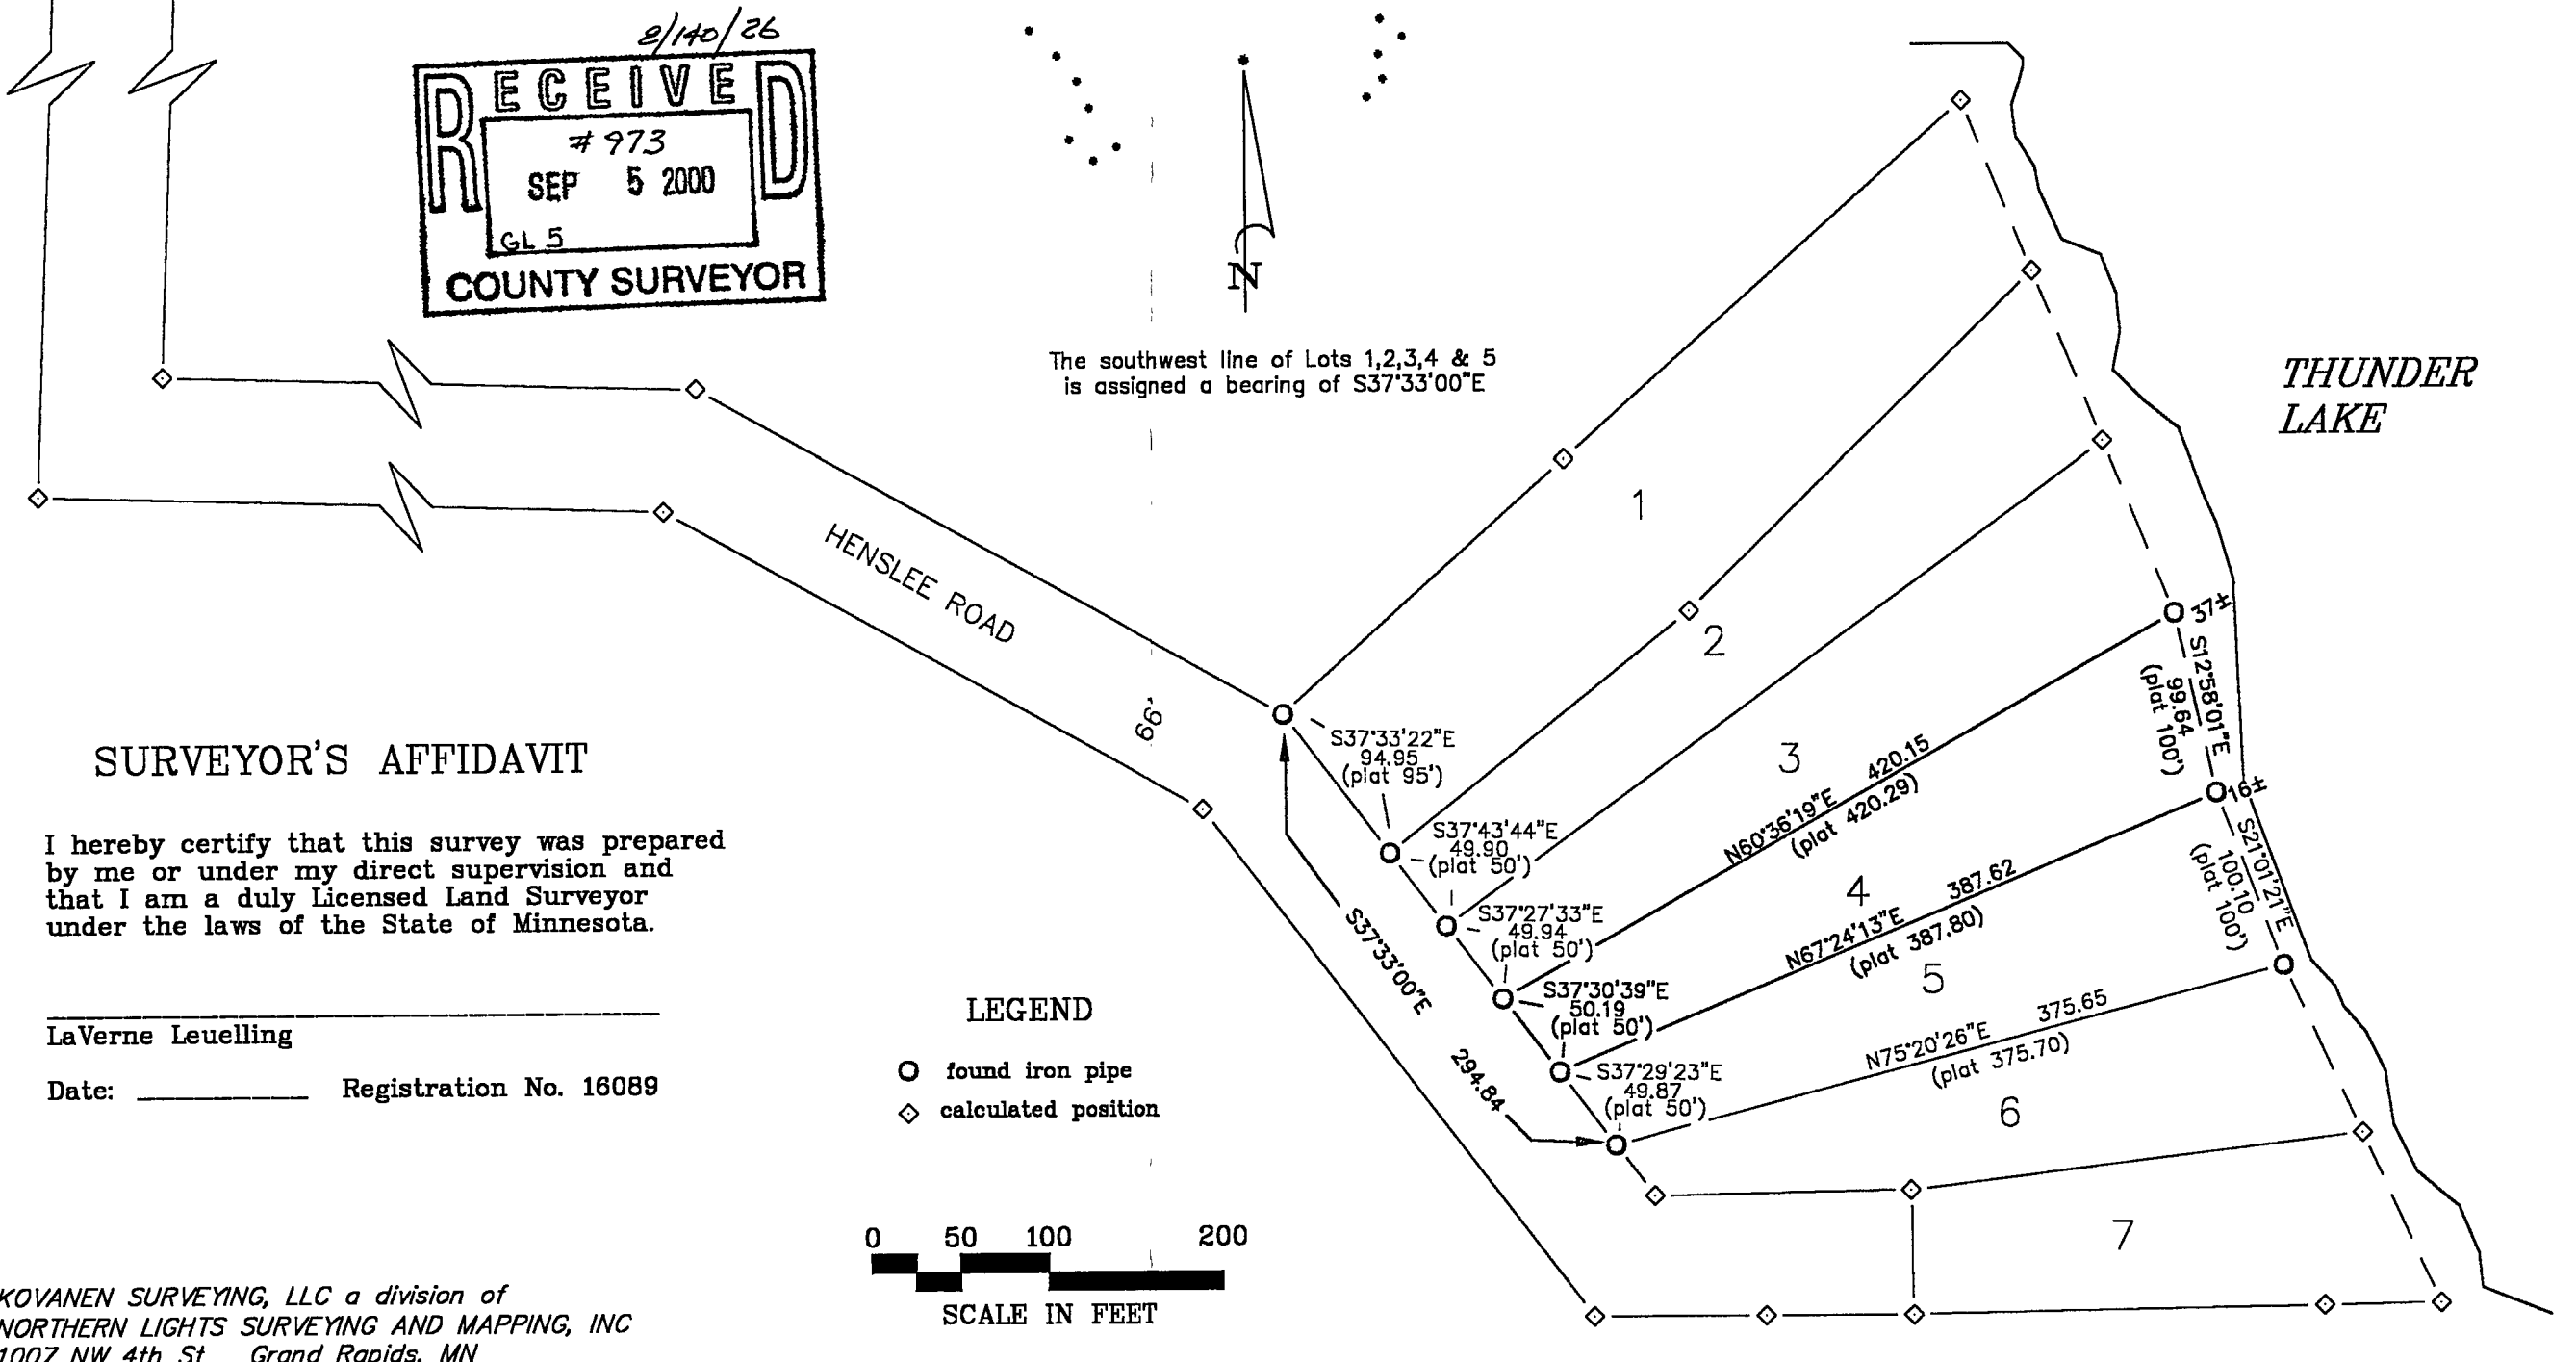 2/140/26
RECEIVED
# 973
SEP 5 2000
GL 5
COUNTY SURVEYOR
N
The southwest line of Lots 1,2,3,4 & 5
is assigned a bearing of S37°33'00"E
THUNDER
LAKE
HENSLEE ROAD
66'
1
2
3
4
5
6
7
S37°33'22"E
94.95
(plat 95')
S37°43'44"E
49.90
(plat 50')
S37°27'33"E
49.94
(plat 50')
S37°30'39"E
50.19
(plat 50')
S37°29'23"E
49.87
(plat 50')
S37°33'00"E
294.84
N60°36'19"E 420.15
(plat 420.29)
N67°24'13"E 387.62
(plat 387.80)
N75°20'26"E 375.65
(plat 375.70)
37±
S12°58'01"E
99.64
(plat 100')
16±
S21°01'21"E
100.10
(plat 100')
SURVEYOR'S AFFIDAVIT
I hereby certify that this survey was prepared
by me or under my direct supervision and
that I am a duly Licensed Land Surveyor
under the laws of the State of Minnesota.
LaVerne Leuelling
Date: Registration No. 16089
LEGEND
found iron pipe
calculated position
0 50 100 200
SCALE IN FEET
KOVANEN SURVEYING, LLC a division of
NORTHERN LIGHTS SURVEYING AND MAPPING, INC
1007 NW 4th St Grand Rapids, MN